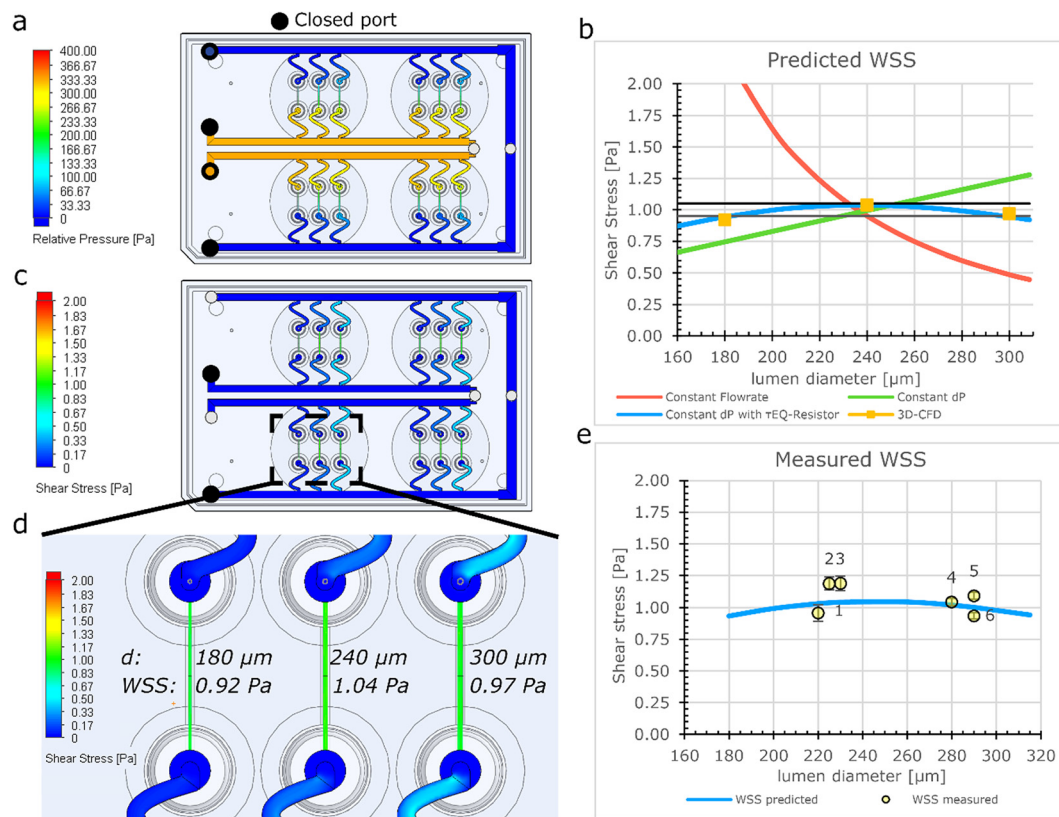 a
Closed port
400.00
366.67
333.33
300.00
266.67
233.33
200.00
166.67
133.33
100.00
66.67
33.33
0
Relative Pressure [Pa]
b
Predicted WSS
Shear Stress [Pa]
2.00
1.75
1.50
1.25
1.00
0.75
0.50
0.25
0.00
160 180 200 220 240 260 280 300
lumen diameter [µm]
Constant Flowrate
Constant dP
Constant dP with τEQ-Resistor
3D-CFD
c
2.00
1.83
1.67
1.50
1.33
1.17
1.00
0.83
0.67
0.50
0.33
0.17
0
Shear Stress [Pa]
d
2.00
1.83
1.67
1.50
1.33
1.17
1.00
0.83
0.67
0.50
0.33
0.17
0
Shear Stress [Pa]
d: 180 µm 240 µm 300 µm
WSS: 0.92 Pa 1.04 Pa 0.97 Pa
e
Measured WSS
Shear stress [Pa]
2.00
1.75
1.50
1.25
1.00
0.75
0.50
0.25
0.00
23
1
4
5
6
160 180 200 220 240 260 280 300 320
lumen diameter [µm]
WSS predicted
WSS measured